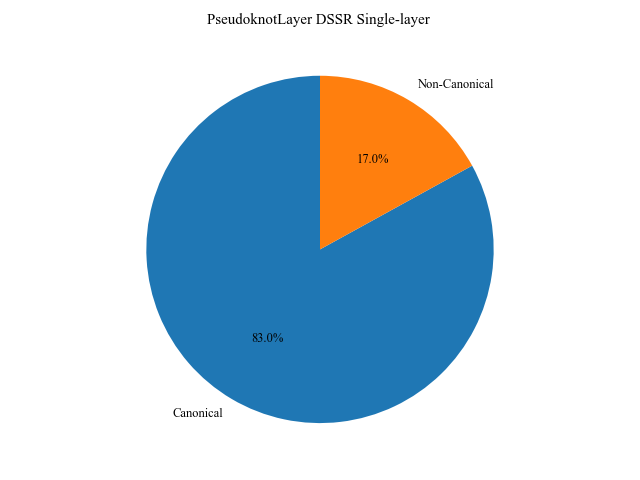 PseudoknotLayer DSSR Single-layer
Non-Canonical
17.0%
83.0%
Canonical